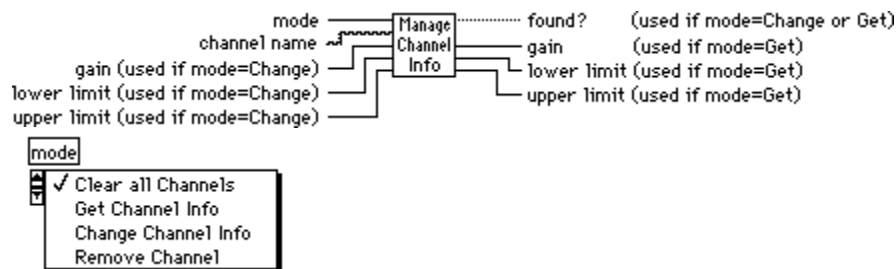 mode
channel name
gain (used if mode=Change)
lower limit (used if mode=Change)
upper limit (used if mode=Change)
Manage
Channel
Info
found? (used if mode=Change or Get)
gain (used if mode=Get)
lower limit (used if mode=Get)
upper limit (used if mode=Get)
mode
✓ Clear all Channels
Get Channel Info
Change Channel Info
Remove Channel